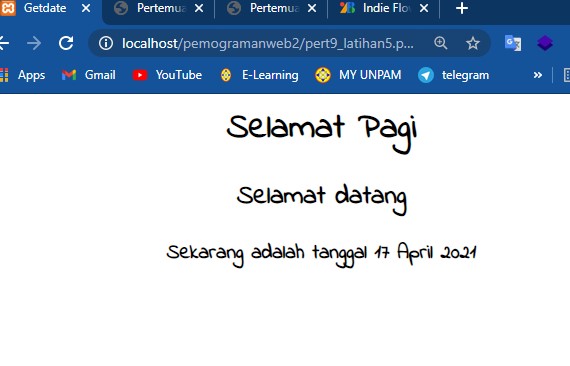 Getdate
Pertemua
Pertemua
Indie Flo
localhost/pemogramanweb2/pert9_latihan5.p...
Apps
Gmail
YouTube
E-Learning
MY UNPAM
telegram
»
Selamat Pagi
Selamat datang
Sekarang adalah tanggal 17 April 2021